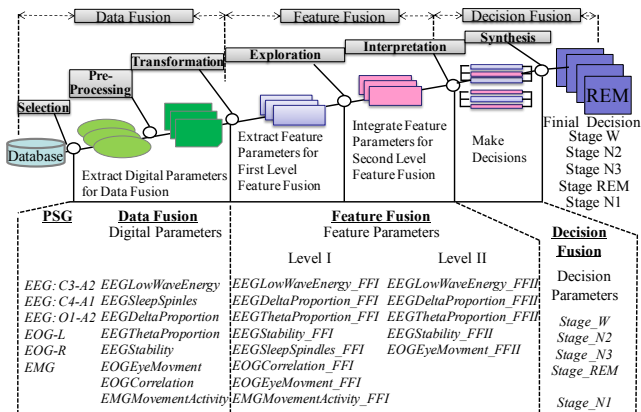 Data Fusion
Feature Fusion
Decision Fusion
Selection
Pre-
Processing
Transformation
Exploration
Interpretation
Synthesis
Database
REM
Extract Digital Parameters
for Data Fusion
Extract Feature
Parameters for
First Level
Feature Fusion
Integrate Feature
Parameters for
Second Level
Feature Fusion
Make
Decisions
Finial Decision
Stage W
Stage N2
Stage N3
Stage REM
Stage N1
PSG
EEG: C3-A2
EEG: C4-A1
EEG: O1-A2
EOG-L
EOG-R
EMG
Data Fusion
Digital Parameters
EEGLowWaveEnergy
EEGSleepSpinles
EEGDeltaProportion
EEGThetaProportion
EEGStability
EOGEyeMovment
EOGCorrelation
EMGMovementActivity
Feature Fusion
Feature Parameters
Level I
EEGLowWaveEnergy_FFI
EEGDeltaProportion_FFI
EEGThetaProportion_FFI
EEGStability_FFI
EEGSleepSpindles_FFI
EOGCorrelation_FFI
EOGEyeMovment_FFI
EMGMovementActivity_FFI
Level II
EEGLowWaveEnergy_FFII
EEGDeltaProportion_FFII
EEGThetaProportion_FFII
EEGStability_FFII
EOGEyeMovment_FFII
Decision
Fusion
Decision
Parameters
Stage_W
Stage_N2
Stage_N3
Stage_REM
Stage_N1